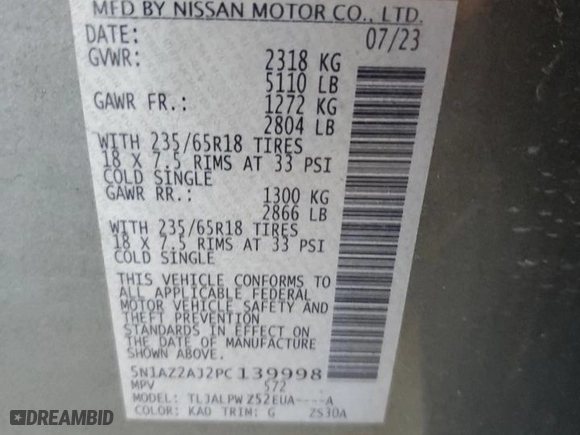 MFD BY NISSAN MOTOR CO., LTD.
DATE: 07/23
GVWR: 2318 KG
5110 LB
GAWR FR.: 1272 KG
2804 LB
WITH 235/65R18 TIRES
18 X 7.5 RIMS AT 33 PSI
COLD SINGLE
GAWR RR.: 1300 KG
2866 LB
WITH 235/65R18 TIRES
18 X 7.5 RIMS AT 33 PSI
COLD SINGLE
THIS VEHICLE CONFORMS TO
ALL APPLICABLE FEDERAL
MOTOR VEHICLE SAFETY AND
THEFT PREVENTION
STANDARDS IN EFFECT ON
THE DATE OF MANUFACTURE
SHOWN ABOVE.
5N1AZ2AJ2PC139998
MPV 572
MODEL: TLJALPW Z52EUA----A
COLOR: KAD TRIM: G ZS30A
DREAMBID